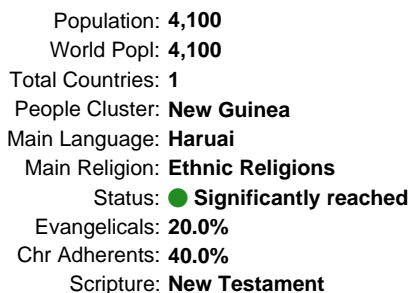 Population: 4,100
World Popl: 4,100
Total Countries: 1
People Cluster: New Guinea
Main Language: Haruai
Main Religion: Ethnic Religions
Status: Significantly reached
Evangelicals: 20.0%
Chr Adherents: 40.0%
Scripture: New Testament